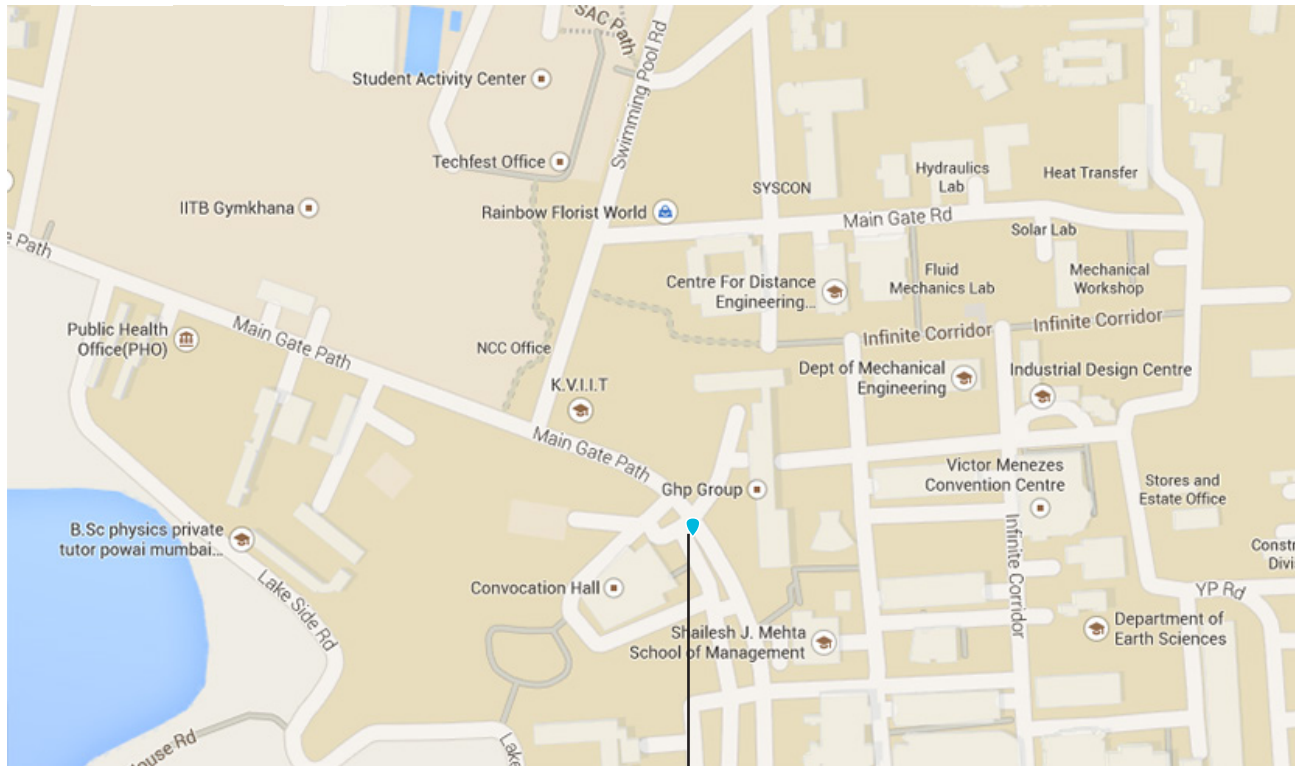 SAC Path
Swimming Pool Rd
Student Activity Center
Techfest Office
Hydraulics
Lab
Heat Transfer
SYSCON
IITB Gymkhana
Rainbow Florist World
Main Gate Rd
Solar Lab
e Path
Centre For Distance
Engineering...
Fluid
Mechanics Lab
Mechanical
Workshop
Public Health
Office(PHO)
Main Gate Path
NCC Office
Infinite Corridor
Infinite Corridor
K.V.I.I.T
Dept of Mechanical
Engineering
Industrial Design Centre
Main Gate Path
Victor Menezes
Convention Centre
Ghp Group
Stores and
Estate Office
B.Sc physics private
tutor powai mumbai...
Infinite Corridor
Constr
Divi
Lake Side Rd
Convocation Hall
YP Rd
Shailesh J. Mehta
School of Management
Department of
Earth Sciences
ouse Rd
Lake